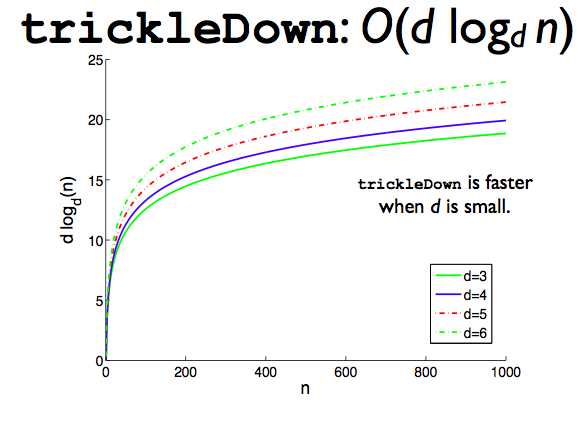 trickleDown: O(d log_d n)
25
20
15
10
5
0
d log_d(n)
trickleDown is faster
when d is small.
d=3
d=4
d=5
d=6
0 200 400 600 800 1000
n